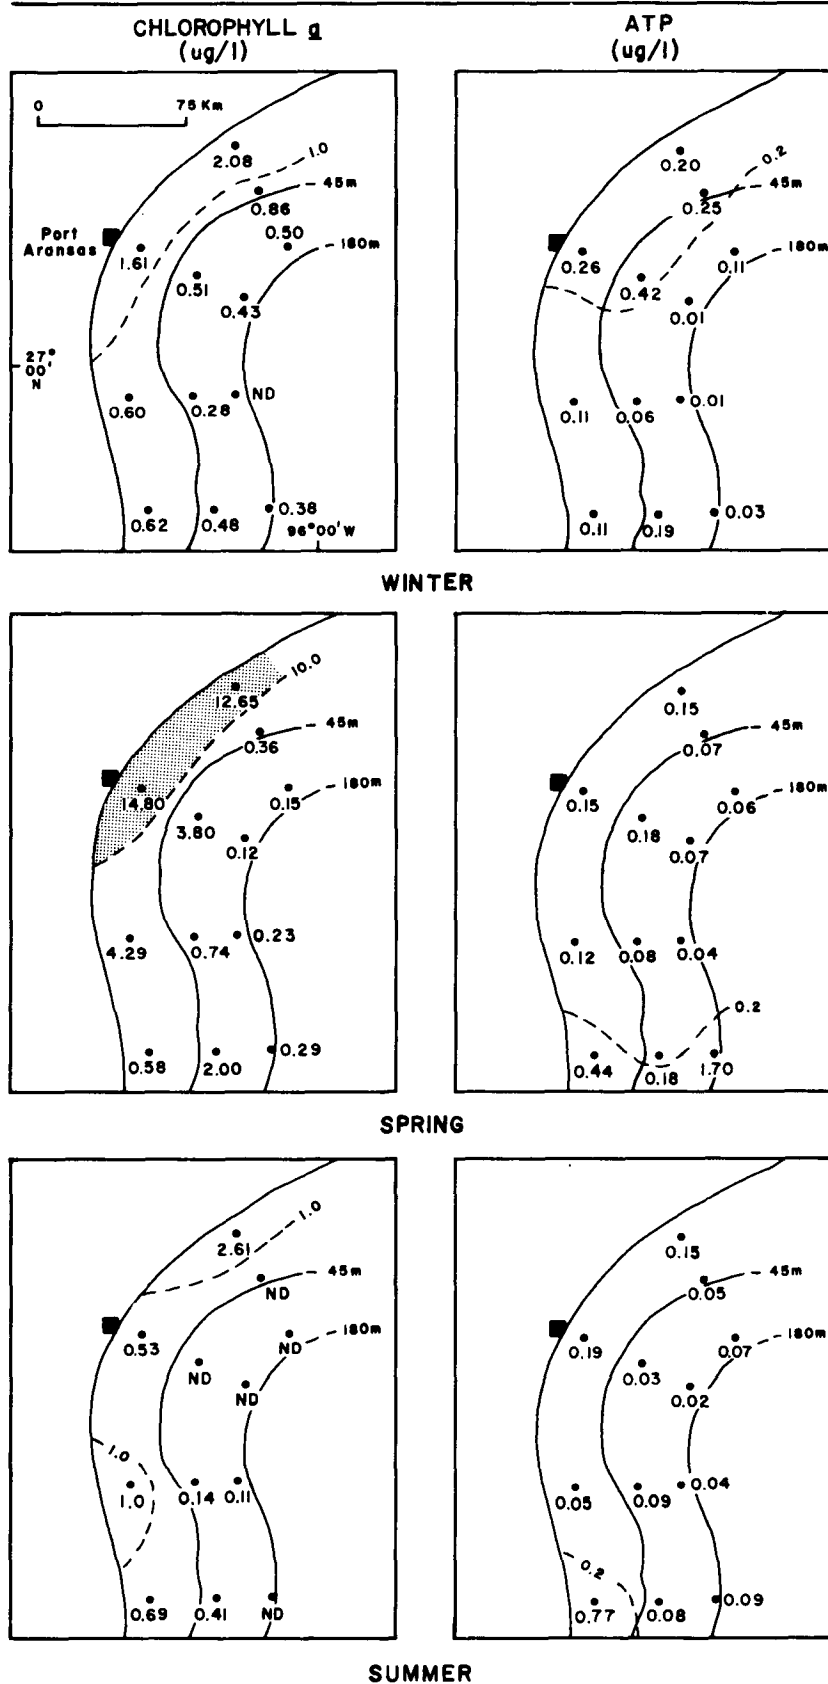 CHLOROPHYLL a
(ug/l)
ATP
(ug/l)
0 75 Km
2.08
1.0
45m
0.86
0.50
180m
Port
Aransas
1.61
0.51
0.43
27°
00'
N
0.60
0.28
ND
0.62
0.48
0.38
96°00'W
0.20
0.2
45m
0.25
0.26
0.42
0.11
180m
0.01
0.11
0.06
0.01
0.11
0.19
0.03
WINTER
12.65
10.0
45m
0.36
14.80
3.80
0.15
180m
0.12
4.29
0.74
0.23
0.58
2.00
0.29
0.15
45m
0.07
0.15
0.18
0.06
180m
0.07
0.12
0.08
0.04
0.2
0.44
0.18
1.70
SPRING
2.61
1.0
45m
ND
0.53
ND
ND
180m
ND
1.0
1.0
0.14
0.11
0.69
0.41
ND
0.15
45m
0.05
0.19
0.03
0.07
180m
0.02
0.05
0.09
0.04
0.2
0.77
0.08
0.09
SUMMER